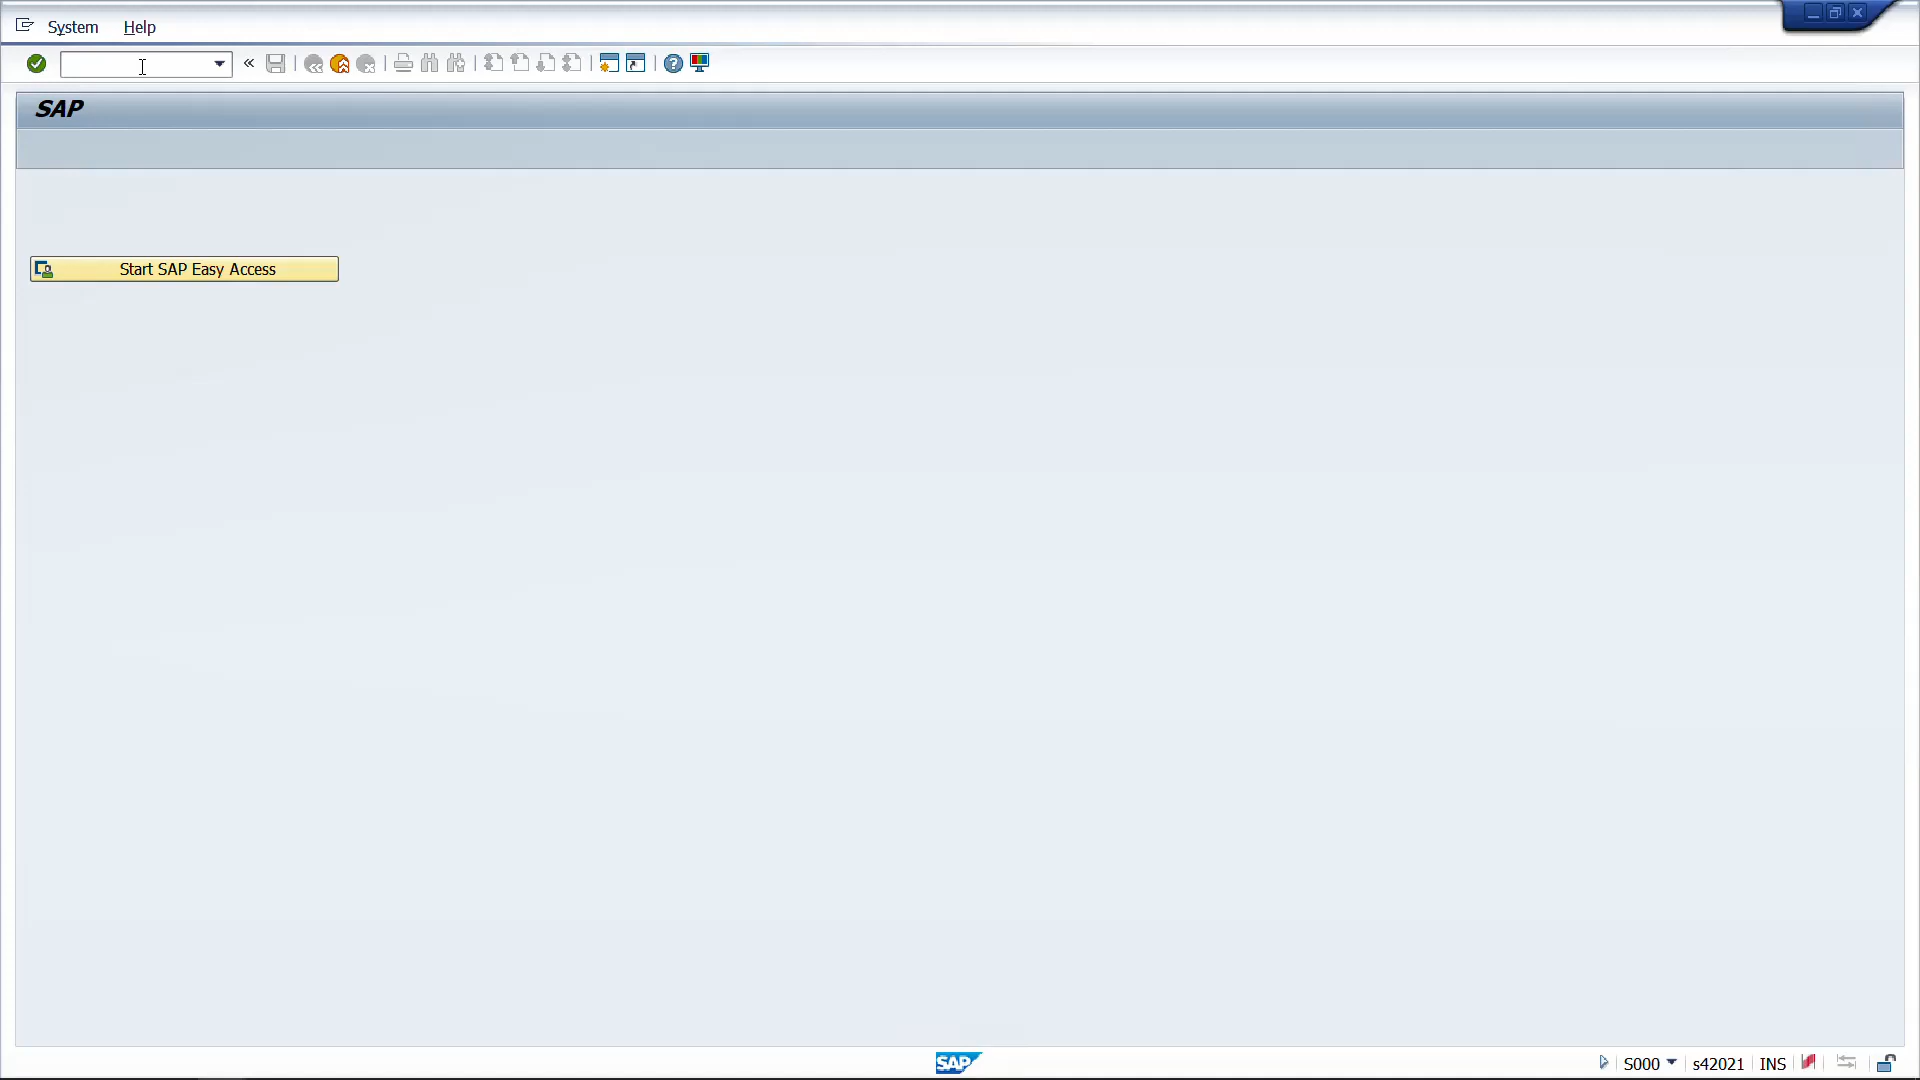 System Help
SAP
Start SAP Easy Access
SAP
S000 s42021 INS